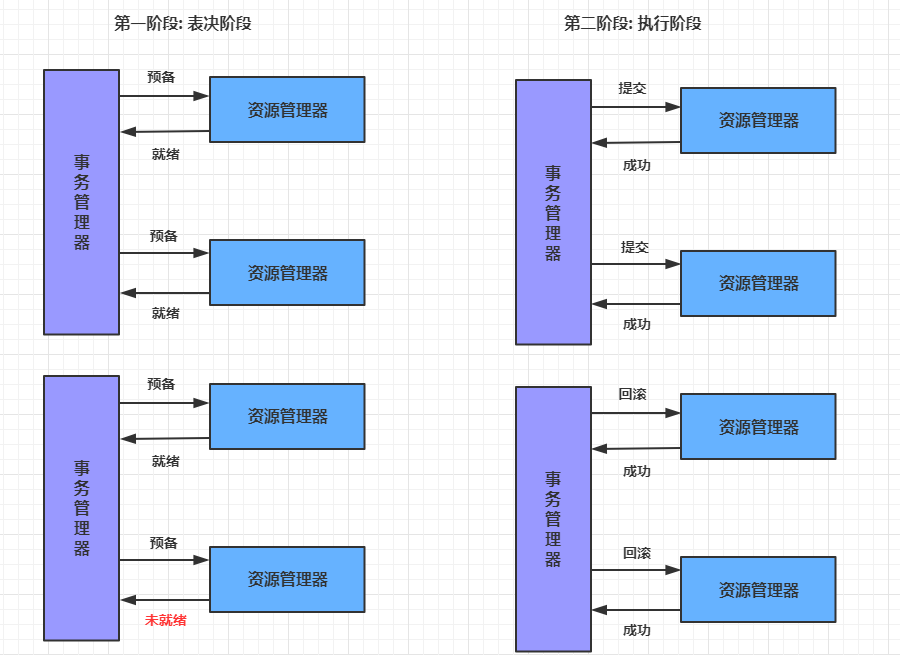 第一阶段: 表决阶段
第二阶段: 执行阶段
预备
资源管理器
就绪
事务管理器
预备
资源管理器
就绪
提交
资源管理器
成功
事务管理器
提交
资源管理器
成功
预备
资源管理器
就绪
事务管理器
预备
资源管理器
未就绪
回滚
资源管理器
成功
事务管理器
回滚
资源管理器
成功